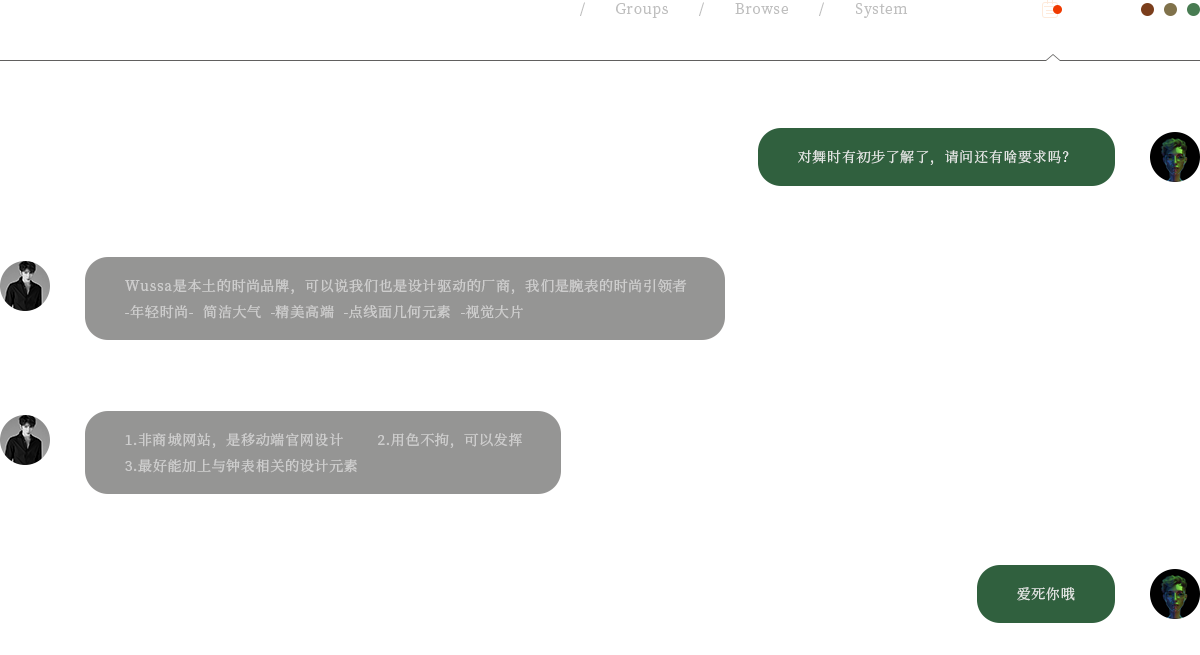 / Groups / Browse / System
对舞时有初步了解了，请问还有啥要求吗？
Wussa是本土的时尚品牌，可以说我们也是设计驱动的厂商，我们是腕表的时尚引领者
-年轻时尚- 简洁大气 -精美高端 -点线面几何元素 -视觉大片
1.非商城网站，是移动端官网设计 2.用色不拘，可以发挥
3.最好能加上与钟表相关的设计元素
爱死你哦